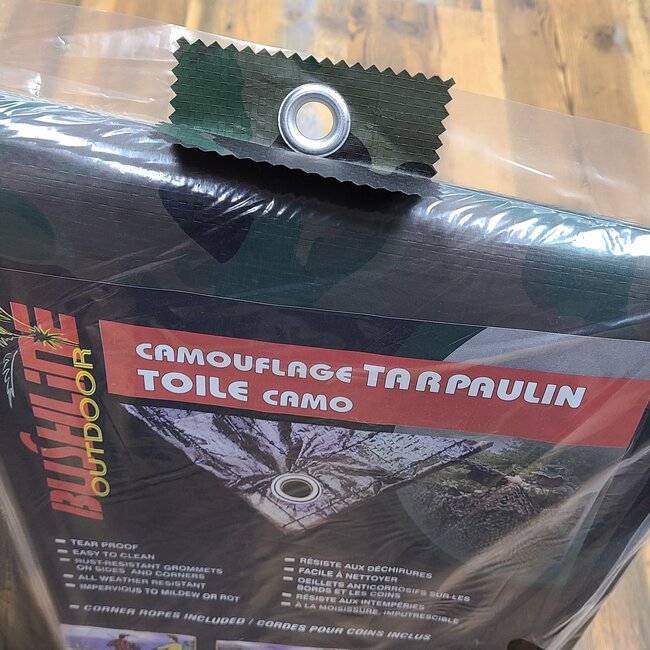 BUSHLINE
OUTDOOR
CAMOUFLAGE TARPAULIN
TOILE CAMO
TEAR PROOF
EASY TO CLEAN
RUST-RESISTANT GROMMETS
ON SIDES AND CORNERS
ALL WEATHER RESISTANT
IMPERVIOUS TO MILDEW OR ROT
RÉSISTE AUX DÉCHIRURES
FACILE À NETTOYER
OEILLETS ANTICORROSIFS SUR LES
BORDS ET LES COINS
RÉSISTE AUX INTEMPÉRIES
À LA MOISISSURE, IMPUTRESCIBLE
CORNER ROPES INCLUDED / CORDES POUR COINS INCLUS